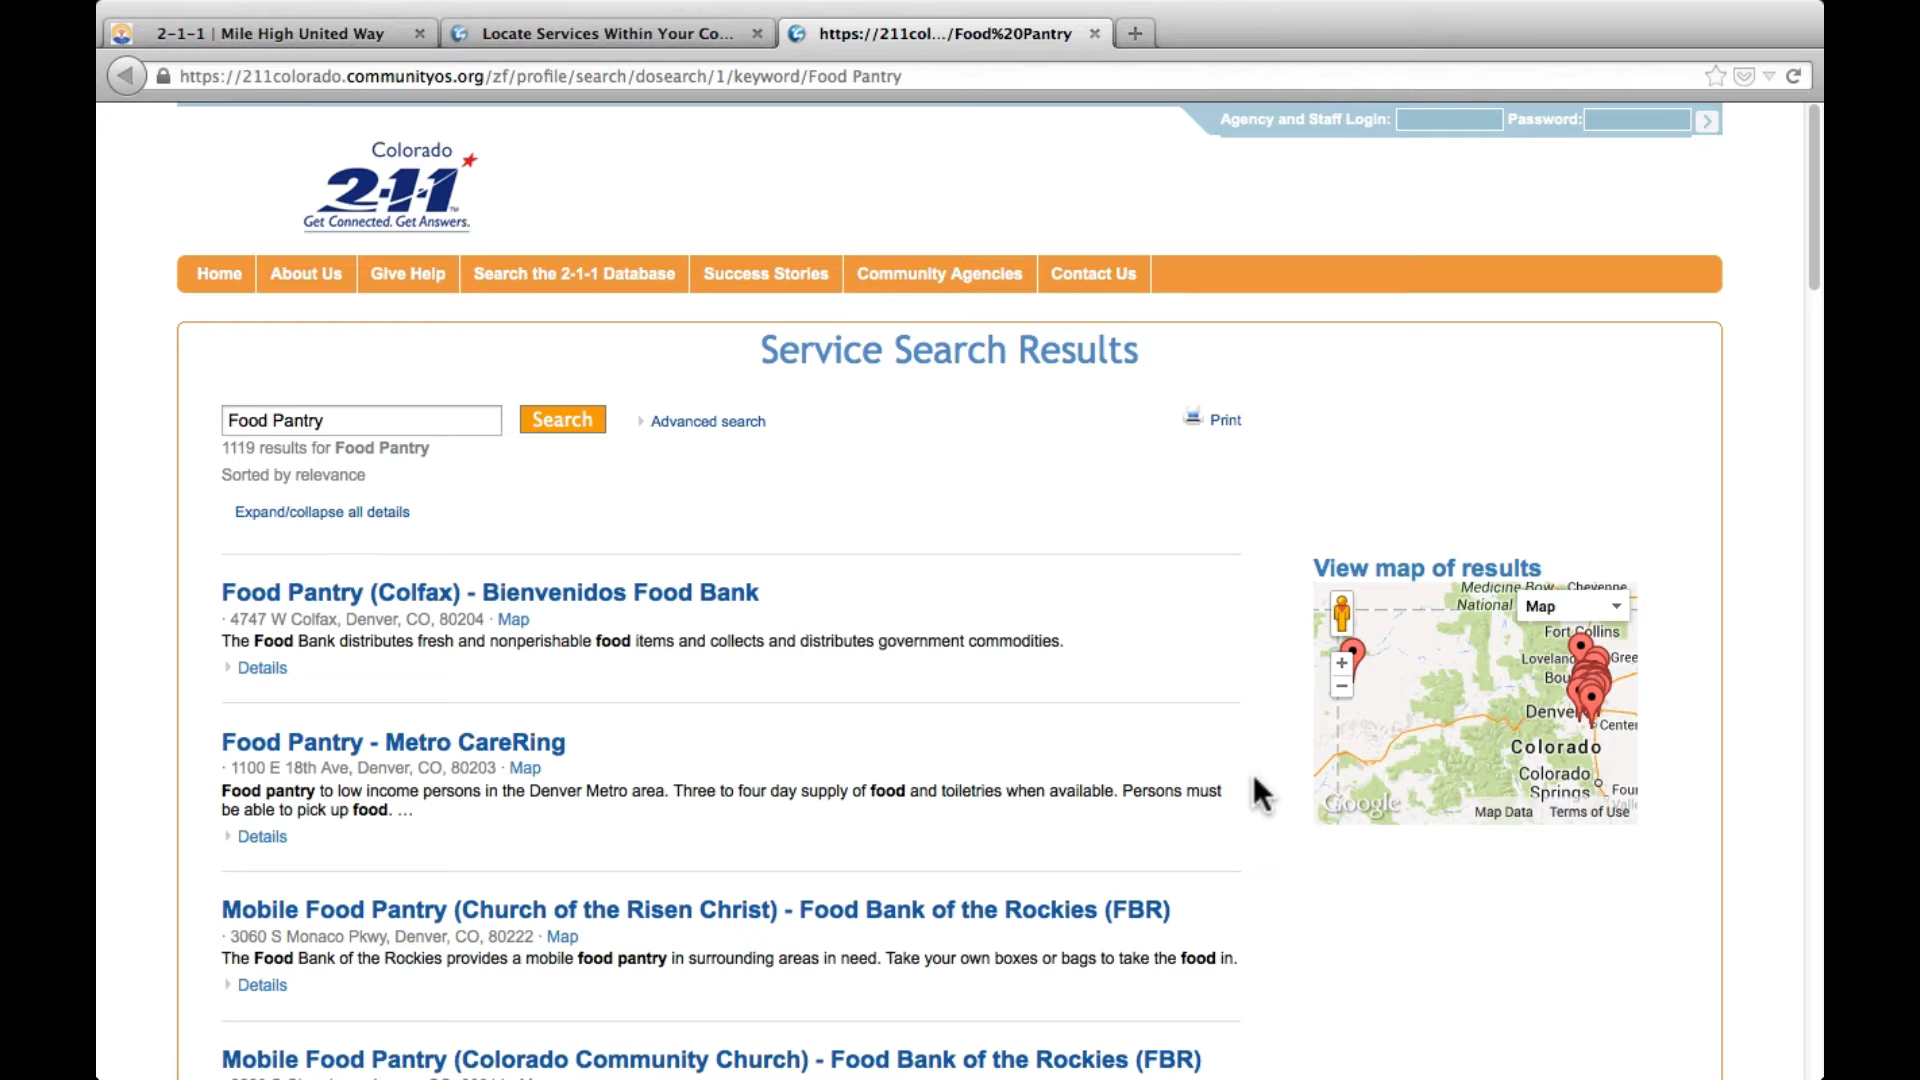 2-1-1 | Mile High United Way
Locate Services Within Your Co...
https://211col.../Food%20Pantry
https://211colorado.communityos.org/zf/profile/search/dosearch/1/keyword/Food Pantry
Agency and Staff Login:
Password:
Colorado
2-1-1
TM
Get Connected. Get Answers.
Home
About Us
Give Help
Search the 2-1-1 Database
Success Stories
Community Agencies
Contact Us
Service Search Results
Food Pantry
Search
Advanced search
Print
1119 results for Food Pantry
Sorted by relevance
Expand/collapse all details
Food Pantry (Colfax) - Bienvenidos Food Bank
· 4747 W Colfax, Denver, CO, 80204 · Map
The Food Bank distributes fresh and nonperishable food items and collects and distributes government commodities.
Details
Food Pantry - Metro CareRing
· 1100 E 18th Ave, Denver, CO, 80203 · Map
Food pantry to low income persons in the Denver Metro area. Three to four day supply of food and toiletries when available. Persons must
be able to pick up food. ...
Details
Mobile Food Pantry (Church of the Risen Christ) - Food Bank of the Rockies (FBR)
· 3060 S Monaco Pkwy, Denver, CO, 80222 · Map
The Food Bank of the Rockies provides a mobile food pantry in surrounding areas in need. Take your own boxes or bags to take the food in.
Details
Mobile Food Pantry (Colorado Community Church) - Food Bank of the Rockies (FBR)
View map of results
Medicine Bow
National
Cheyenne
Map
Fort Collins
Loveland
Gree
Bou
Denver
Center
Colorado
Colorado
Springs
Foun
Google
Map Data
Terms of Use